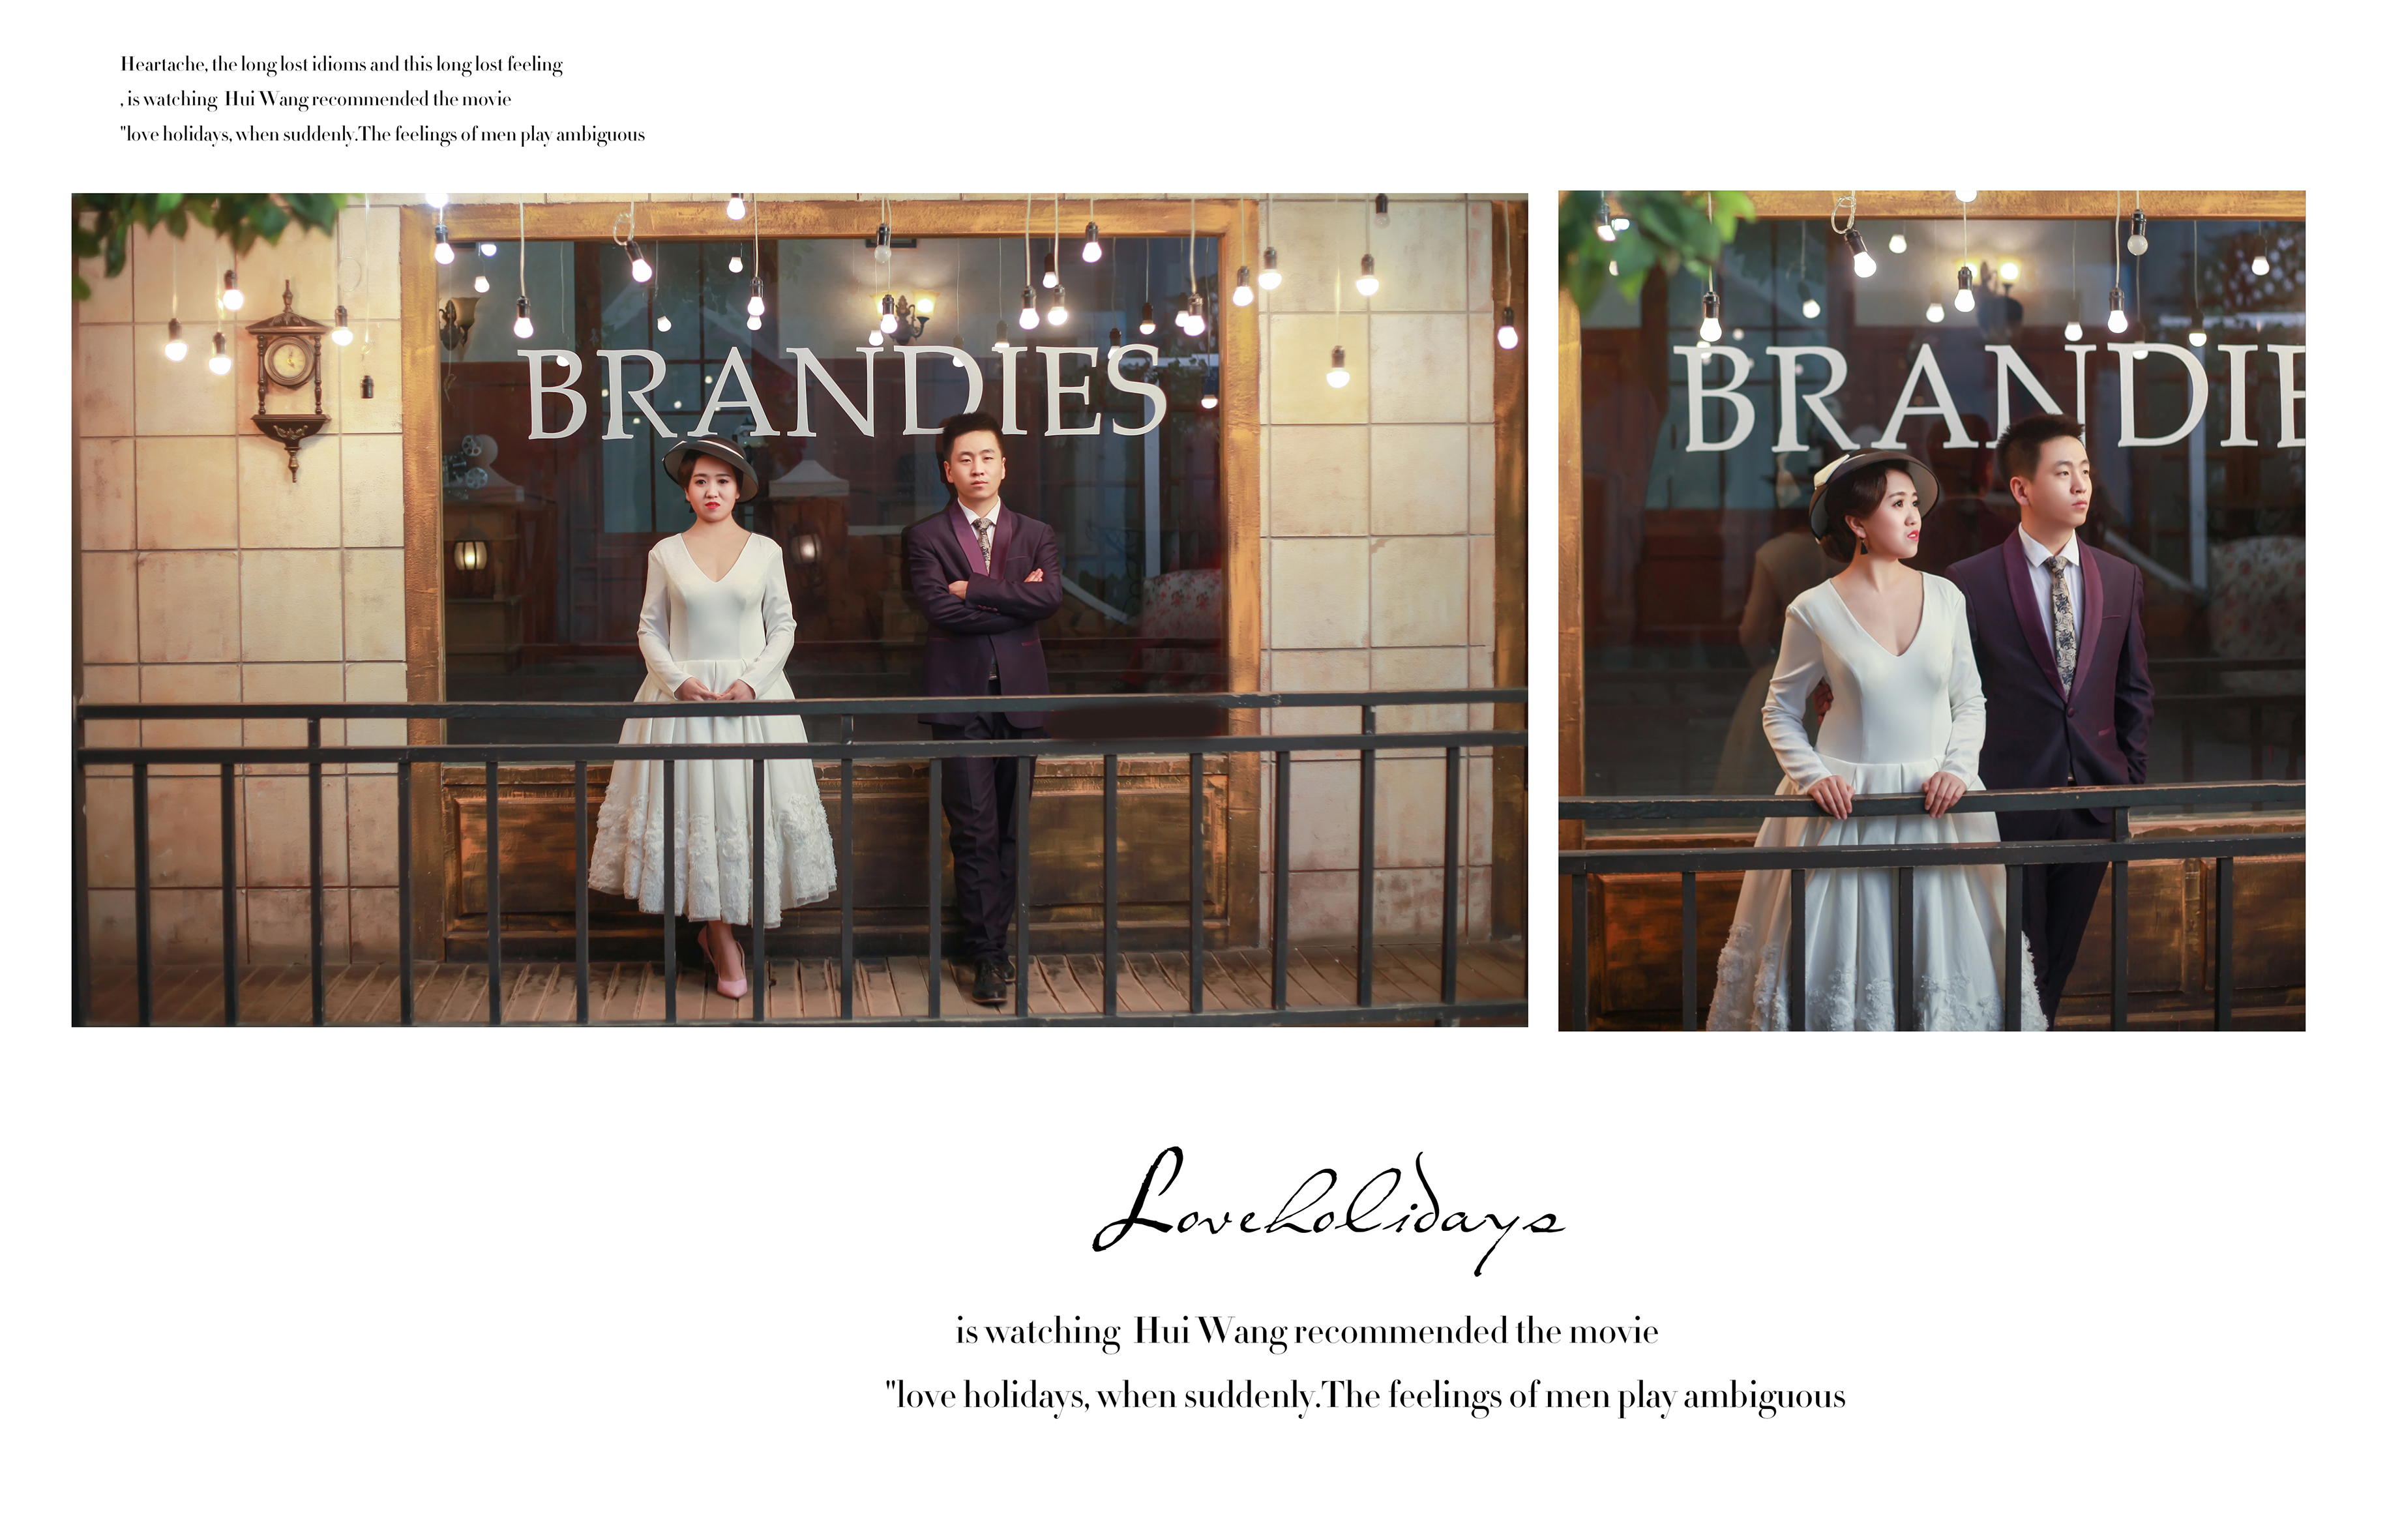 Heartache, the long lost idioms and this long lost feeling
, is watching Hui Wang recommended the movie
"love holidays, when suddenly.The feelings of men play ambiguous
BRANDIES
BRANDIE
Loveholidays
is watching Hui Wang recommended the movie
"love holidays, when suddenly.The feelings of men play ambiguous